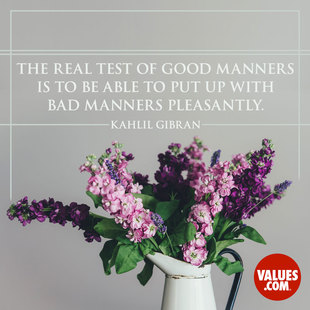 THE REAL TEST OF GOOD MANNERS
IS TO BE ABLE TO PUT UP WITH
BAD MANNERS PLEASANTLY.
KAHLIL GIBRAN
VALUES
.COM